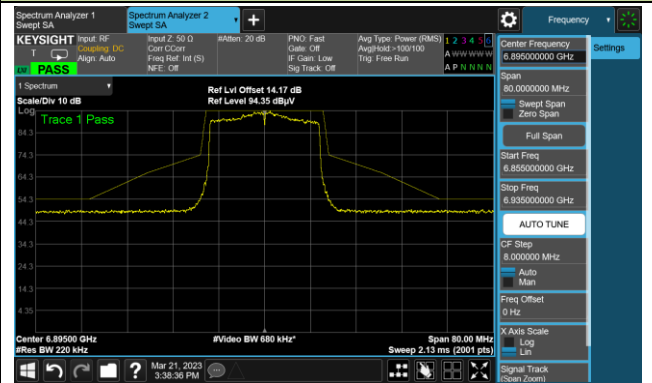 Spectrum Analyzer 1
Swept SA
Spectrum Analyzer 2
Swept SA
+
Frequency
KEYSIGHT Input: RF
Coupling: DC
Align: Auto
Input Z: 50 Ω
Corr CCorr
Freq Ref: Int (S)
NFE: Off
#Atten: 20 dB
PNO: Fast
Gate: Off
IF Gain: Low
Sig Track: Off
Avg Type: Power (RMS)
Avg|Hold:>100/100
Trig: Free Run
1 2 3 4 5 6
A W W W W W
A P N N N N
T
PASS
1 Spectrum
Scale/Div 10 dB
Ref Lvl Offset 14.17 dB
Ref Level 94.35 dBµV
Log
Trace 1 Pass
84.3
74.3
64.3
54.3
44.3
34.3
24.3
14.3
4.35
Center 6.89500 GHz
#Res BW 220 kHz
#Video BW 680 kHz*
Span 80.00 MHz
Sweep 2.13 ms (2001 pts)
Center Frequency
6.895000000 GHz
Settings
Span
80.0000000 MHz
Swept Span
Zero Span
Full Span
Start Freq
6.855000000 GHz
Stop Freq
6.935000000 GHz
AUTO TUNE
CF Step
8.000000 MHz
Auto
Man
Freq Offset
0 Hz
X Axis Scale
Log
Lin
Signal Track
(Span Zoom)
?
Mar 21, 2023
3:38:36 PM